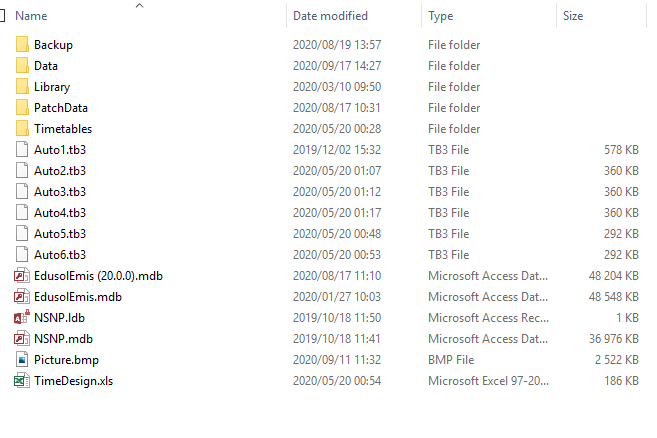 Name Date modified Type Size
Backup 2020/08/19 13:57 File folder
Data 2020/09/17 14:27 File folder
Library 2020/03/10 09:50 File folder
PatchData 2020/08/17 10:31 File folder
Timetables 2020/05/20 00:28 File folder
Auto1.tb3 2019/12/02 15:32 TB3 File 578 KB
Auto2.tb3 2020/05/20 01:07 TB3 File 360 KB
Auto3.tb3 2020/05/20 01:12 TB3 File 360 KB
Auto4.tb3 2020/05/20 01:17 TB3 File 360 KB
Auto5.tb3 2020/05/20 00:48 TB3 File 292 KB
Auto6.tb3 2020/05/20 00:53 TB3 File 292 KB
EdusolEmis (20.0.0).mdb 2020/08/17 11:10 Microsoft Access Dat... 48 204 KB
EdusolEmis.mdb 2020/01/27 10:03 Microsoft Access Dat... 48 548 KB
NSNP.ldb 2019/10/18 11:50 Microsoft Access Rec... 1 KB
NSNP.mdb 2019/10/18 11:41 Microsoft Access Dat... 36 976 KB
Picture.bmp 2020/09/11 11:32 BMP File 2 522 KB
TimeDesign.xls 2020/05/20 00:54 Microsoft Excel 97-20... 186 KB